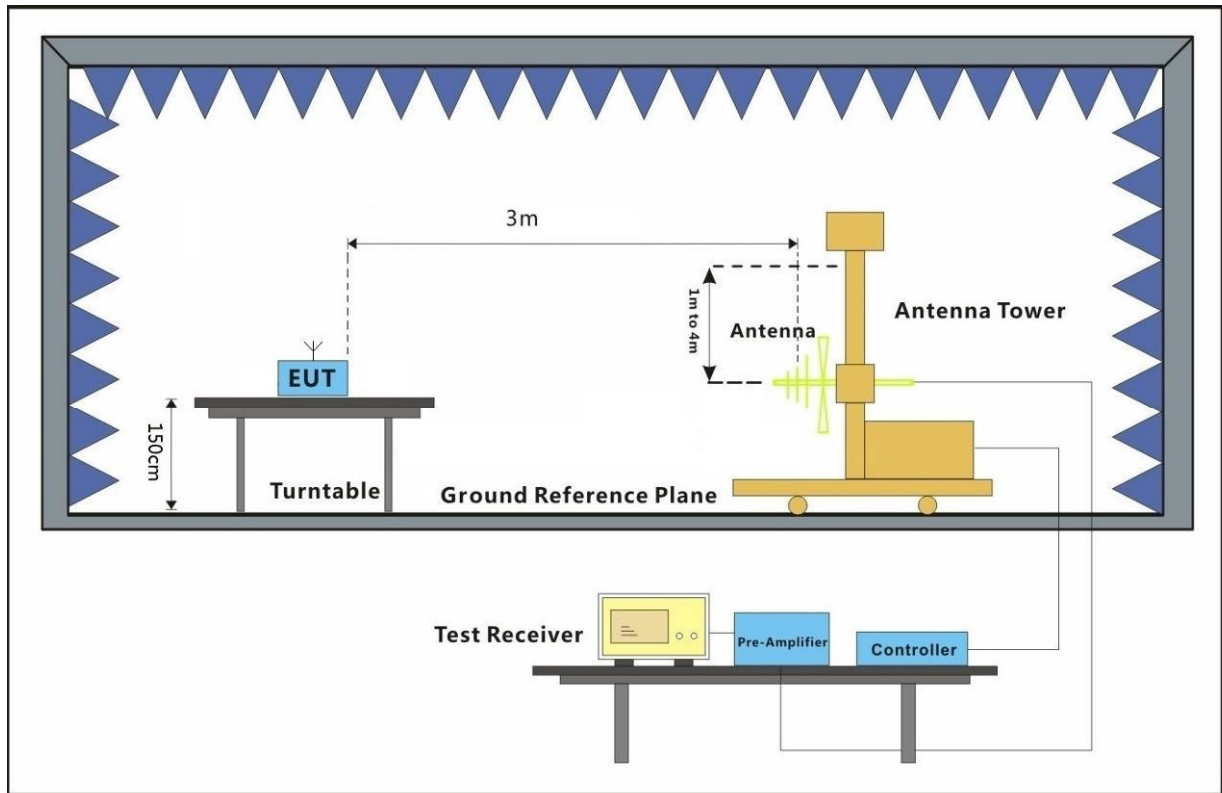 3m
1m to 4m
Antenna
Antenna Tower
EUT
150cm
Turntable
Ground Reference Plane
Test Receiver
Pre-Amplifier
Controller